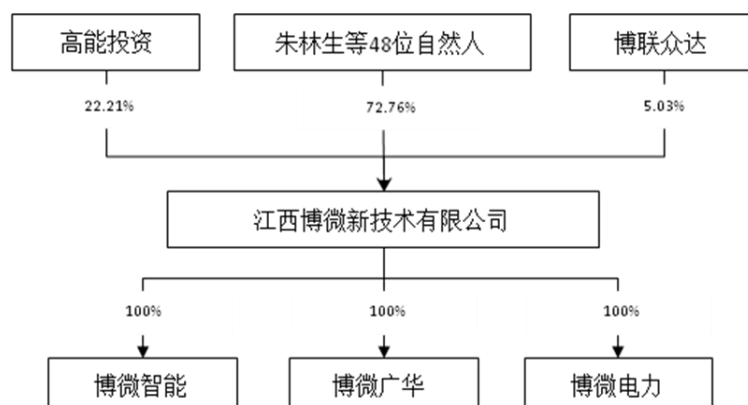 高能投资
朱林生等48位自然人
博联众达
22.21%
72.76%
5.03%
江西博微新技术有限公司
100%
100%
100%
博微智能
博微广华
博微电力